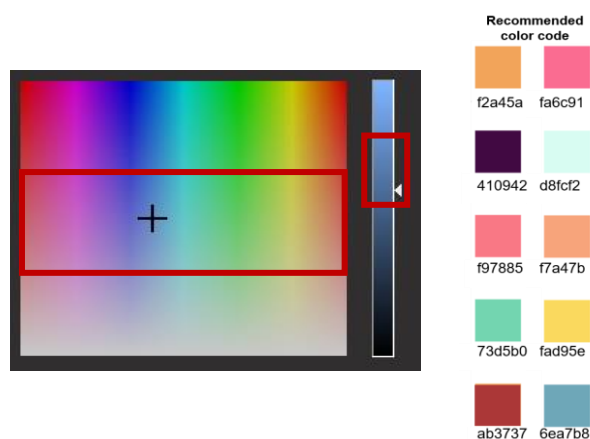 Recommended
color code
f2a45a fa6c91
410942 d8fcf2
f97885 f7a47b
73d5b0 fad95e
ab3737 6ea7b8